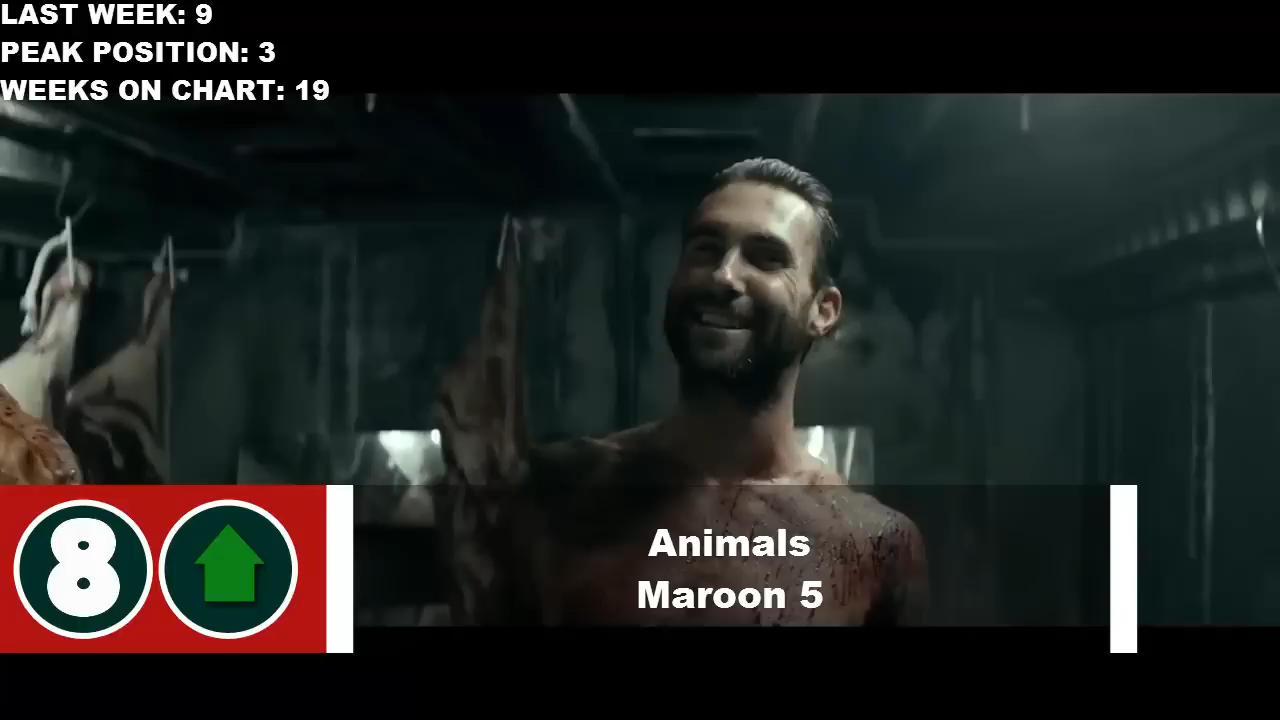 LAST WEEK: 9
PEAK POSITION: 3
WEEKS ON CHART: 19
8
Animals
Maroon 5